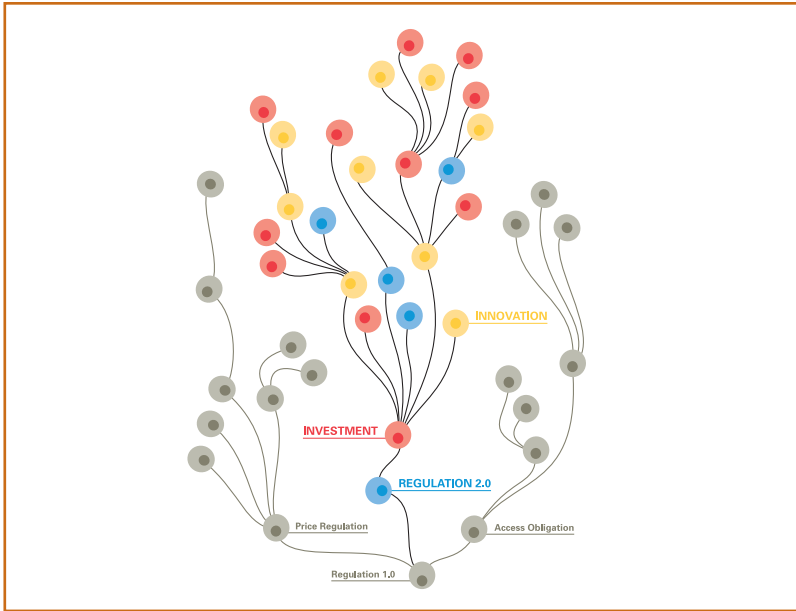 INNOVATION
INVESTMENT
REGULATION 2.0
Price Regulation
Access Obligation
Regulation 1.0